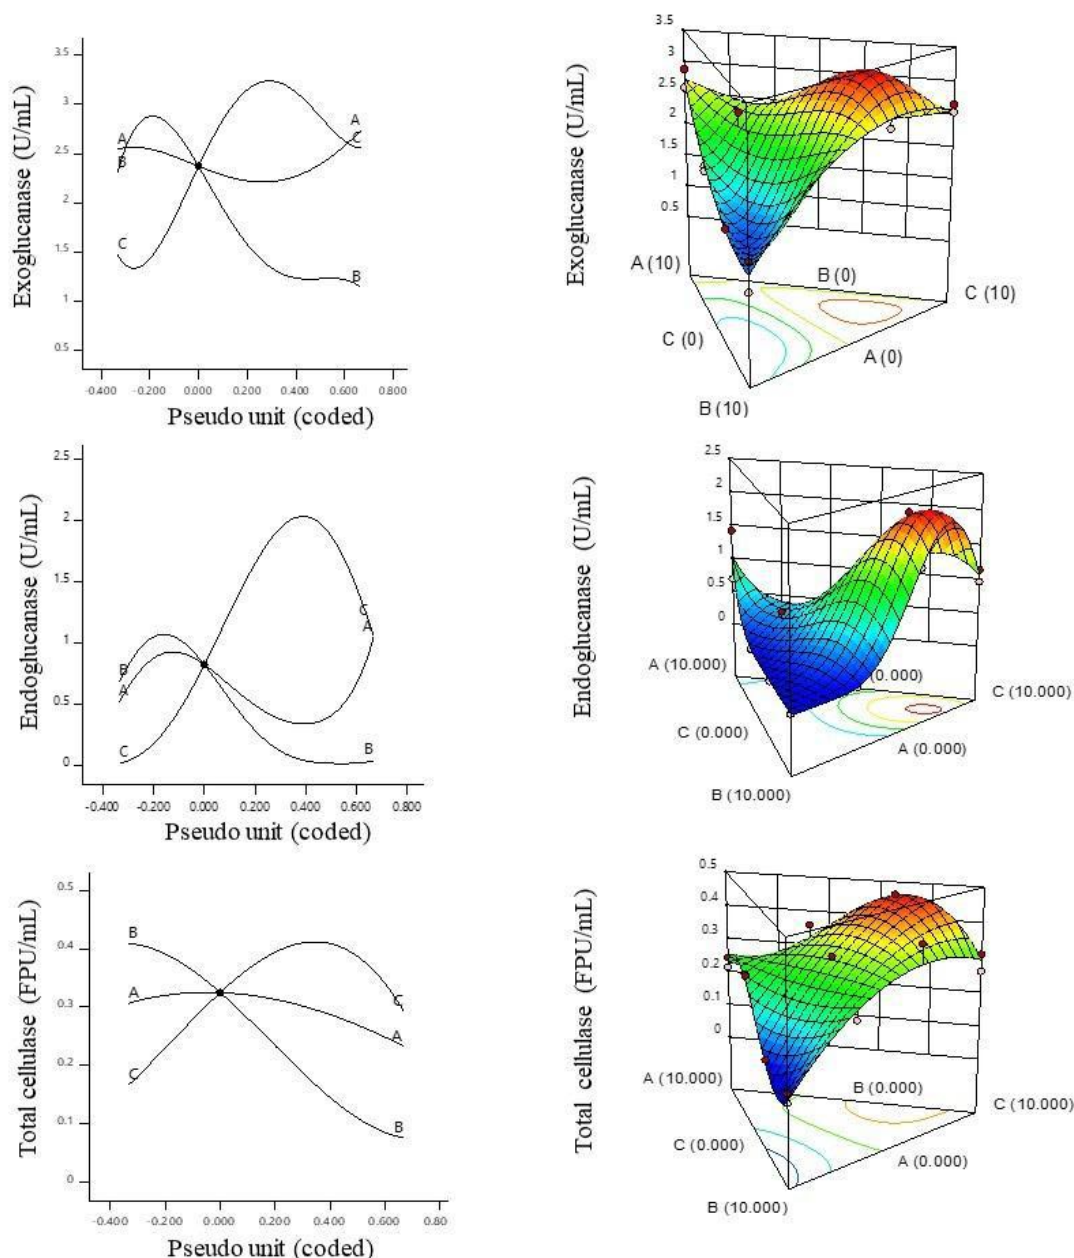 Exoglucanase (U/mL)
3.5
3
2.5
2
1.5
1
0.5
A
B
C
A
C
B
-0.400 -0.200 0.000 0.200 0.400 0.600 0.800
Pseudo unit (coded)
Exoglucanase (U/mL)
3.5
3
2.5
2
1.5
1
0.5
A (10)
B (0)
C (10)
C (0)
A (0)
B (10)
Endoglucanase (U/mL)
2.5
2
1.5
1
0.5
0
B
A
C
C
A
B
-0.400 -0.200 0.000 0.200 0.400 0.600 0.800
Pseudo unit (coded)
Endoglucanase (U/mL)
2.5
2
1.5
1
0.5
0
A (10.000)
(0.000)
C (10.000)
C (0.000)
A (0.000)
B (10.000)
Total cellulase (FPU/mL)
0.5
0.4
0.3
0.2
0.1
0
B
A
C
C
A
B
-0.400 -0.200 0.000 0.200 0.400 0.600 0.80
Pseudo unit (coded)
Total cellulase (FPU/mL)
0.5
0.4
0.3
0.2
0.1
0
A (10.000)
B (0.000)
C (10.000)
C (0.000)
A (0.000)
B (10.000)